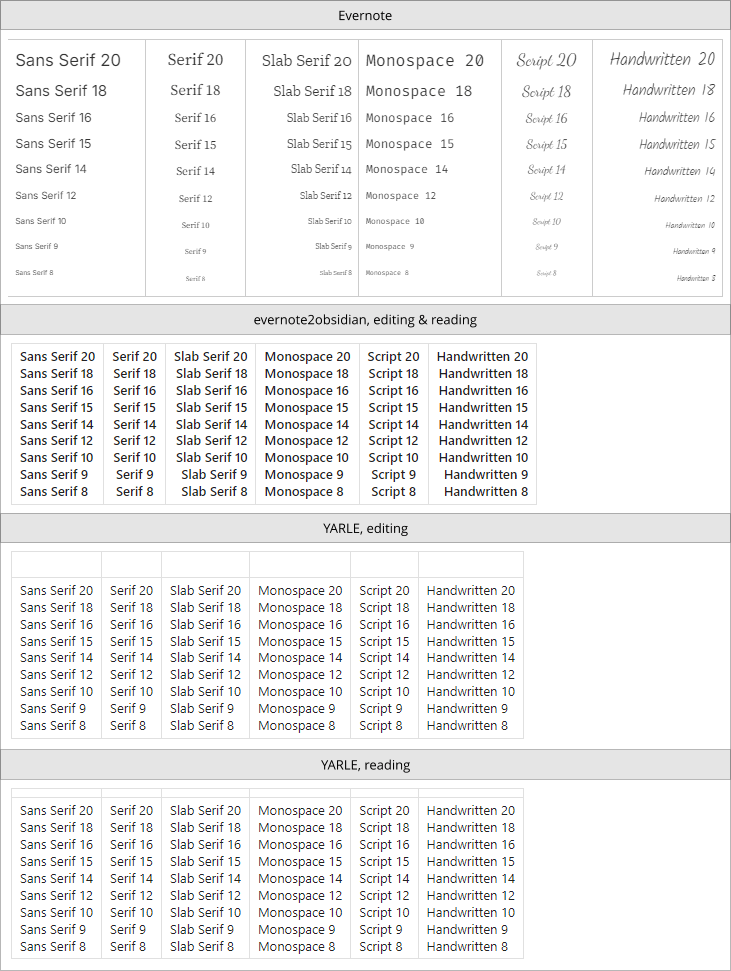 Evernote
Sans Serif 20 Serif 20 Slab Serif 20 Monospace 20 Script 20 Handwritten 20
Sans Serif 18 Serif 18 Slab Serif 18 Monospace 18 Script 18 Handwritten 18
Sans Serif 16 Serif 16 Slab Serif 16 Monospace 16 Script 16 Handwritten 16
Sans Serif 15 Serif 15 Slab Serif 15 Monospace 15 Script 15 Handwritten 15
Sans Serif 14 Serif 14 Slab Serif 14 Monospace 14 Script 14 Handwritten 14
Sans Serif 12 Serif 12 Slab Serif 12 Monospace 12 Script 12 Handwritten 12
Sans Serif 10 Serif 10 Slab Serif 10 Monospace 10 Script 10 Handwritten 10
Sans Serif 9 Serif 9 Slab Serif 9 Monospace 9 Script 9 Handwritten 9
Sans Serif 8 Serif 8 Slab Serif 8 Monospace 8 Script 8 Handwritten 8
evernote2obsidian, editing & reading
Sans Serif 20 Serif 20 Slab Serif 20 Monospace 20 Script 20 Handwritten 20
Sans Serif 18 Serif 18 Slab Serif 18 Monospace 18 Script 18 Handwritten 18
Sans Serif 16 Serif 16 Slab Serif 16 Monospace 16 Script 16 Handwritten 16
Sans Serif 15 Serif 15 Slab Serif 15 Monospace 15 Script 15 Handwritten 15
Sans Serif 14 Serif 14 Slab Serif 14 Monospace 14 Script 14 Handwritten 14
Sans Serif 12 Serif 12 Slab Serif 12 Monospace 12 Script 12 Handwritten 12
Sans Serif 10 Serif 10 Slab Serif 10 Monospace 10 Script 10 Handwritten 10
Sans Serif 9 Serif 9 Slab Serif 9 Monospace 9 Script 9 Handwritten 9
Sans Serif 8 Serif 8 Slab Serif 8 Monospace 8 Script 8 Handwritten 8
YARLE, editing
Sans Serif 20 Serif 20 Slab Serif 20 Monospace 20 Script 20 Handwritten 20
Sans Serif 18 Serif 18 Slab Serif 18 Monospace 18 Script 18 Handwritten 18
Sans Serif 16 Serif 16 Slab Serif 16 Monospace 16 Script 16 Handwritten 16
Sans Serif 15 Serif 15 Slab Serif 15 Monospace 15 Script 15 Handwritten 15
Sans Serif 14 Serif 14 Slab Serif 14 Monospace 14 Script 14 Handwritten 14
Sans Serif 12 Serif 12 Slab Serif 12 Monospace 12 Script 12 Handwritten 12
Sans Serif 10 Serif 10 Slab Serif 10 Monospace 10 Script 10 Handwritten 10
Sans Serif 9 Serif 9 Slab Serif 9 Monospace 9 Script 9 Handwritten 9
Sans Serif 8 Serif 8 Slab Serif 8 Monospace 8 Script 8 Handwritten 8
YARLE, reading
Sans Serif 20 Serif 20 Slab Serif 20 Monospace 20 Script 20 Handwritten 20
Sans Serif 18 Serif 18 Slab Serif 18 Monospace 18 Script 18 Handwritten 18
Sans Serif 16 Serif 16 Slab Serif 16 Monospace 16 Script 16 Handwritten 16
Sans Serif 15 Serif 15 Slab Serif 15 Monospace 15 Script 15 Handwritten 15
Sans Serif 14 Serif 14 Slab Serif 14 Monospace 14 Script 14 Handwritten 14
Sans Serif 12 Serif 12 Slab Serif 12 Monospace 12 Script 12 Handwritten 12
Sans Serif 10 Serif 10 Slab Serif 10 Monospace 10 Script 10 Handwritten 10
Sans Serif 9 Serif 9 Slab Serif 9 Monospace 9 Script 9 Handwritten 9
Sans Serif 8 Serif 8 Slab Serif 8 Monospace 8 Script 8 Handwritten 8